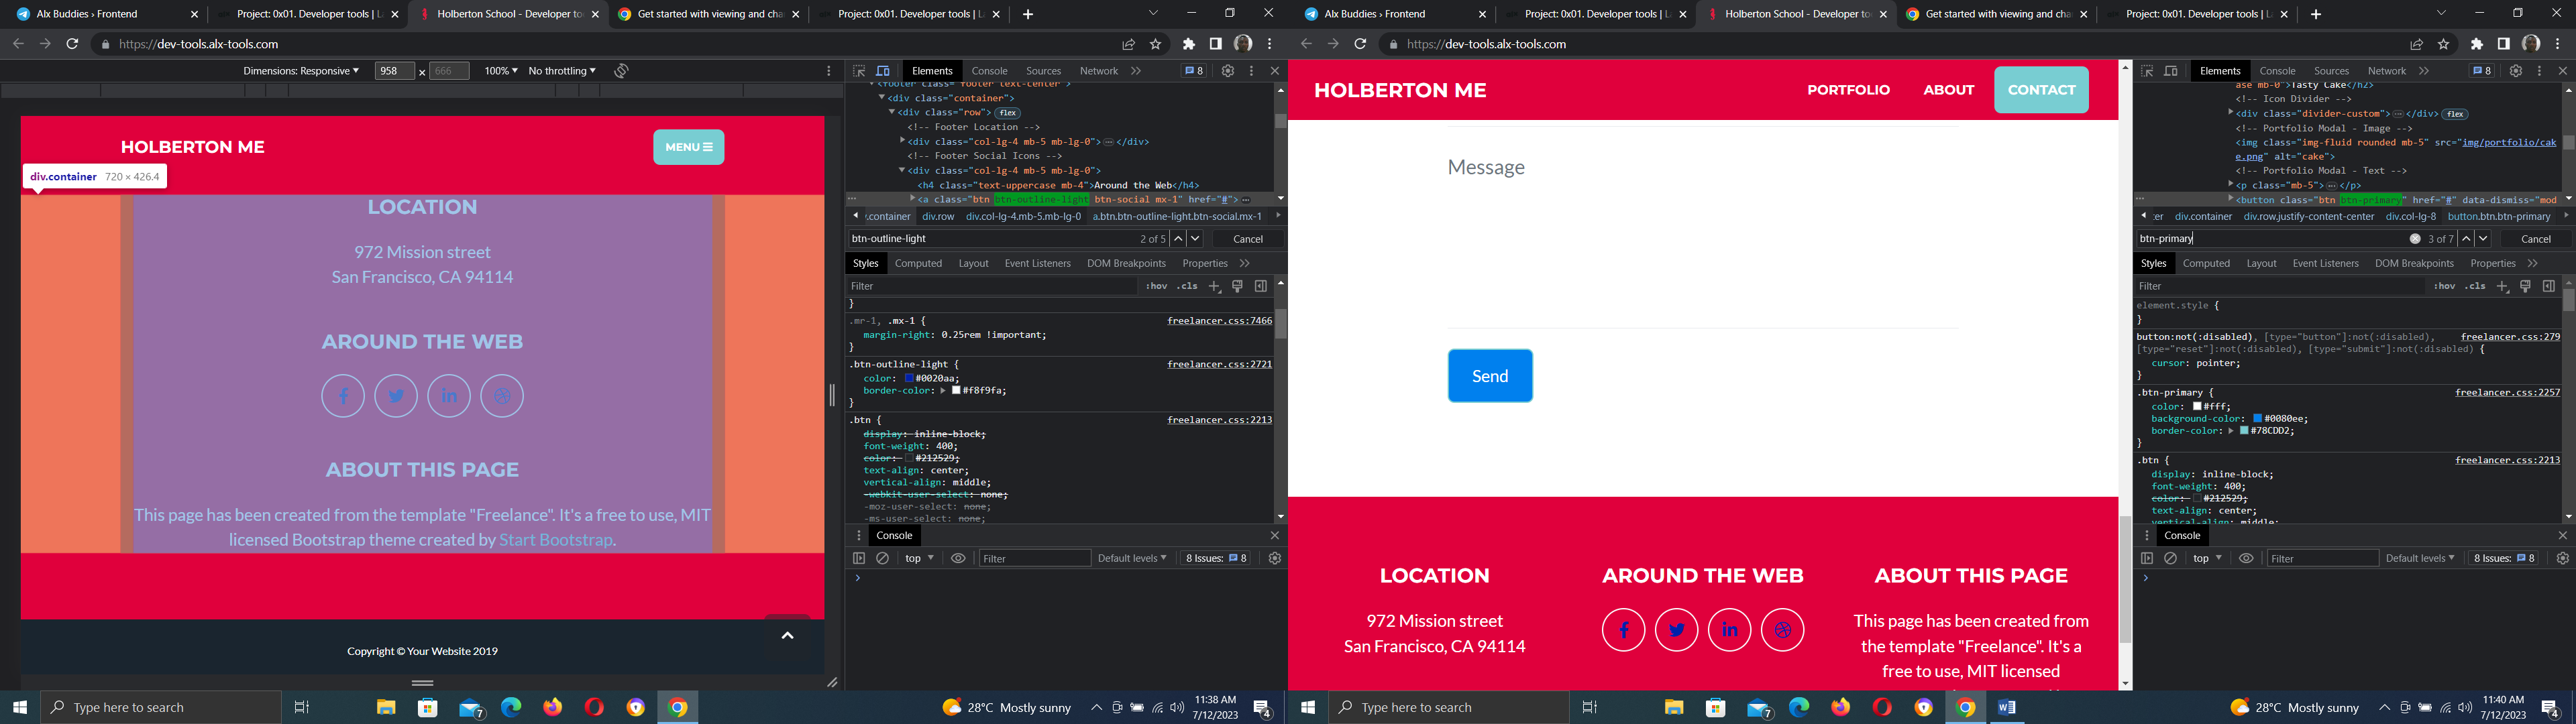 Alx Buddies › Frontend
Project: 0x01. Developer tools | L
Holberton School - Developer to
Get started with viewing and cha
Project: 0x01. Developer tools | L
https://dev-tools.alx-tools.com
Dimensions: Responsive
958 x 666
100%
No throttling
HOLBERTON ME
MENU
div.container 720 × 426.4
LOCATION
972 Mission street
San Francisco, CA 94114
AROUND THE WEB
ABOUT THIS PAGE
This page has been created from the template "Freelance". It's a free to use, MIT
licensed Bootstrap theme created by Start Bootstrap.
Copyright © Your Website 2019
Elements Console Sources Network » 8
<footer class="footer text-center">
<div class="container">
<div class="row"> flex
<!-- Footer Location -->
<div class="col-lg-4 mb-5 mb-lg-0"> … </div>
<!-- Footer Social Icons -->
<div class="col-lg-4 mb-5 mb-lg-0">
<h4 class="text-uppercase mb-4">Around the Web</h4>
<a class="btn btn-outline-light btn-social mx-1" href="#"> …
.container div.row div.col-lg-4.mb-5.mb-lg-0 a.btn.btn-outline-light.btn-social.mx-1
btn-outline-light 2 of 5 Cancel
Styles Computed Layout Event Listeners DOM Breakpoints Properties »
Filter :hov .cls +
}
.mr-1, .mx-1 { freelancer.css:7466
margin-right: 0.25rem !important;
}
.btn-outline-light { freelancer.css:2721
color: #0020aa;
border-color: #f8f9fa;
}
.btn { freelancer.css:2213
display: inline-block;
font-weight: 400;
color: #212529;
text-align: center;
vertical-align: middle;
-webkit-user-select: none;
-moz-user-select: none;
-ms-user-select: none;
Console
top Filter Default levels 8 Issues: 8
Type here to search
7
28°C Mostly sunny
11:38 AM
7/12/2023
4
Alx Buddies › Frontend
Project: 0x01. Developer tools | L
Holberton School - Developer to
Get started with viewing and cha
Project: 0x01. Developer tools | L
https://dev-tools.alx-tools.com
HOLBERTON ME
PORTFOLIO ABOUT CONTACT
Message
Send
LOCATION
972 Mission street
San Francisco, CA 94114
AROUND THE WEB
ABOUT THIS PAGE
This page has been created from
the template "Freelance". It's a
free to use, MIT licensed
Elements Console Sources Network » 8
ase mb-0">Tasty Cake</h2>
<!-- Icon Divider -->
<div class="divider-custom"> … </div> flex
<!-- Portfolio Modal - Image -->
<img class="img-fluid rounded mb-5" src="img/portfolio/cak
e.png" alt="cake">
<!-- Portfolio Modal - Text -->
<p class="mb-5"> … </p>
<button class="btn btn-primary" href="#" data-dismiss="mod
ter div.container div.row.justify-content-center div.col-lg-8 button.btn.btn-primary
btn-primary 3 of 7 Cancel
Styles Computed Layout Event Listeners DOM Breakpoints Properties »
Filter :hov .cls +
element.style {
}
button:not(:disabled), [type="button"]:not(:disabled), freelancer.css:279
[type="reset"]:not(:disabled), [type="submit"]:not(:disabled) {
cursor: pointer;
}
.btn-primary { freelancer.css:2257
color: #fff;
background-color: #0080ee;
border-color: #78CDD2;
}
.btn { freelancer.css:2213
display: inline-block;
font-weight: 400;
color: #212529;
text-align: center;
vertical-align: middle;
Console
top Filter Default levels 8 Issues: 8
Type here to search
7
28°C Mostly sunny
11:40 AM
7/12/2023
4